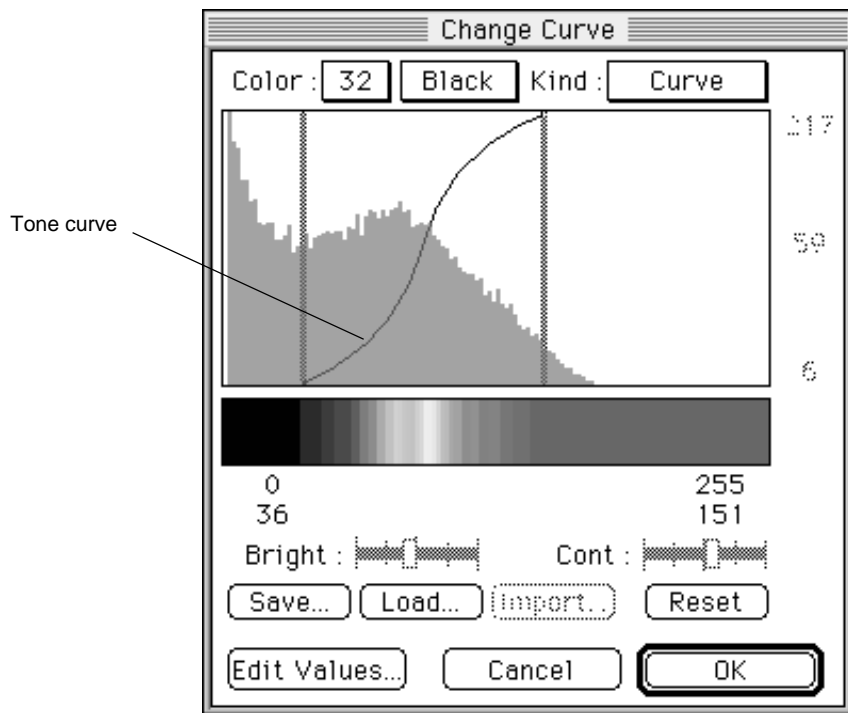 Change Curve
Color : 32 Black Kind : Curve
217
Tone curve
59
6
0 255
36 151
Bright : Cont :
Save... Load... Import... Reset
Edit Values... Cancel OK